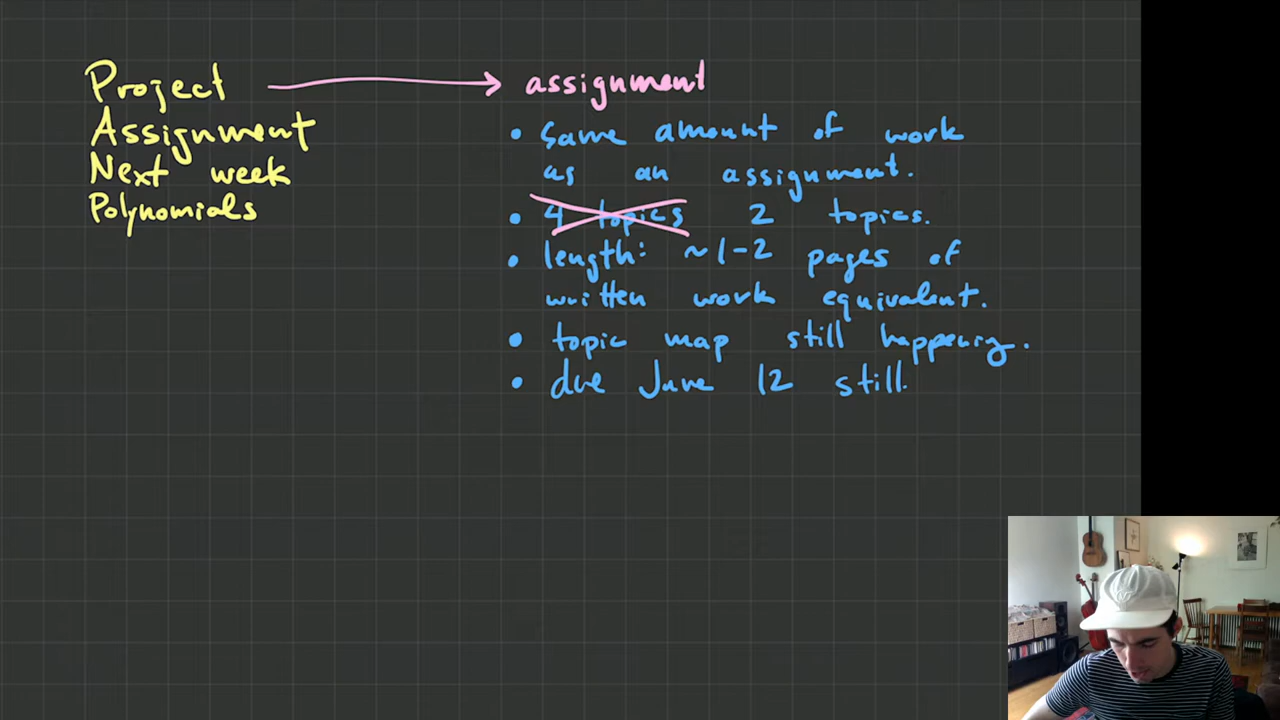 Project → assignment
Assignment
Next week
Polynomials
• same amount of work
as an assignment.
• 4 topics 2 topics.
• length: ~1-2 pages of
written work equivalent.
• topic map still happening.
• due June 12 still.